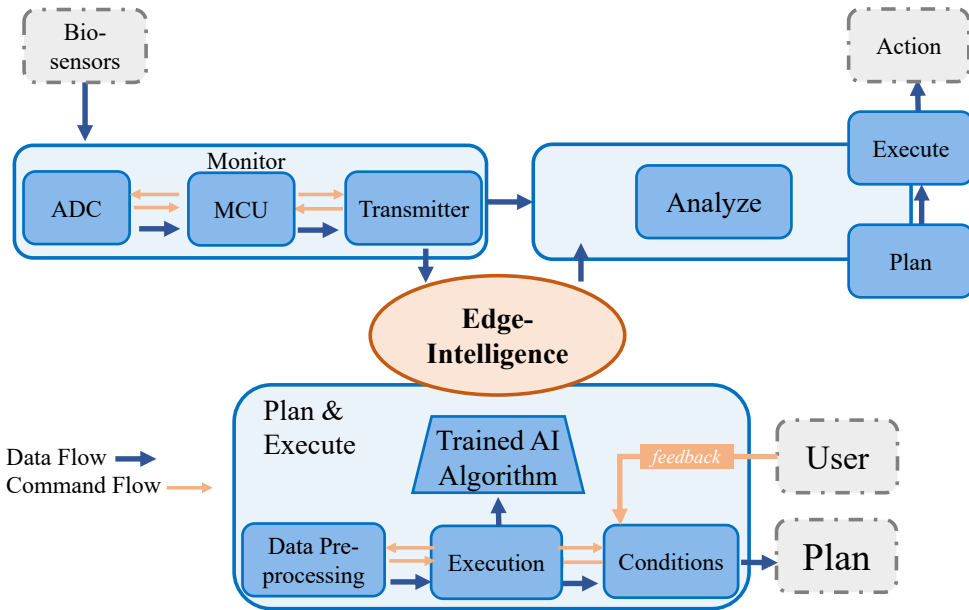 Bio-
sensors
Action
Monitor
Execute
ADC
MCU
Transmitter
Analyze
Plan
Edge-
Intelligence
Plan &
Execute
Trained AI
Algorithm
feedback
User
Data Flow
Command Flow
Data Pre-
processing
Execution
Conditions
Plan